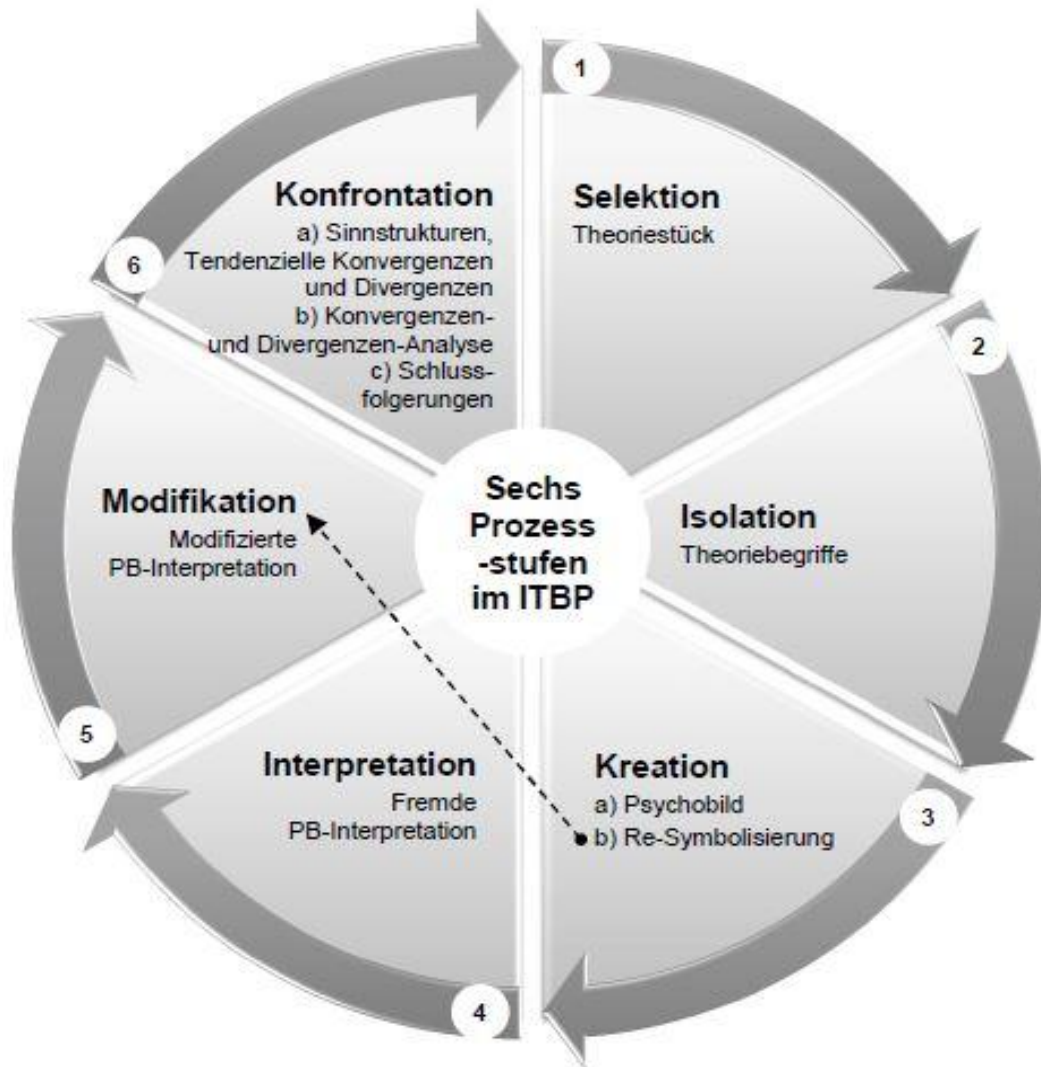 1
Selektion
Theoriestück
2
Isolation
Theoriebegriffe
3
Kreation
a) Psychobild
b) Re-Symbolisierung
4
Interpretation
Fremde
PB-Interpretation
5
Modifikation
Modifizierte
PB-Interpretation
6
Konfrontation
a) Sinnstrukturen,
Tendenzielle Konvergenzen
und Divergenzen
b) Konvergenzen-
und Divergenzen-Analyse
c) Schluss-
folgerungen
Sechs
Prozess
-stufen
im ITBP